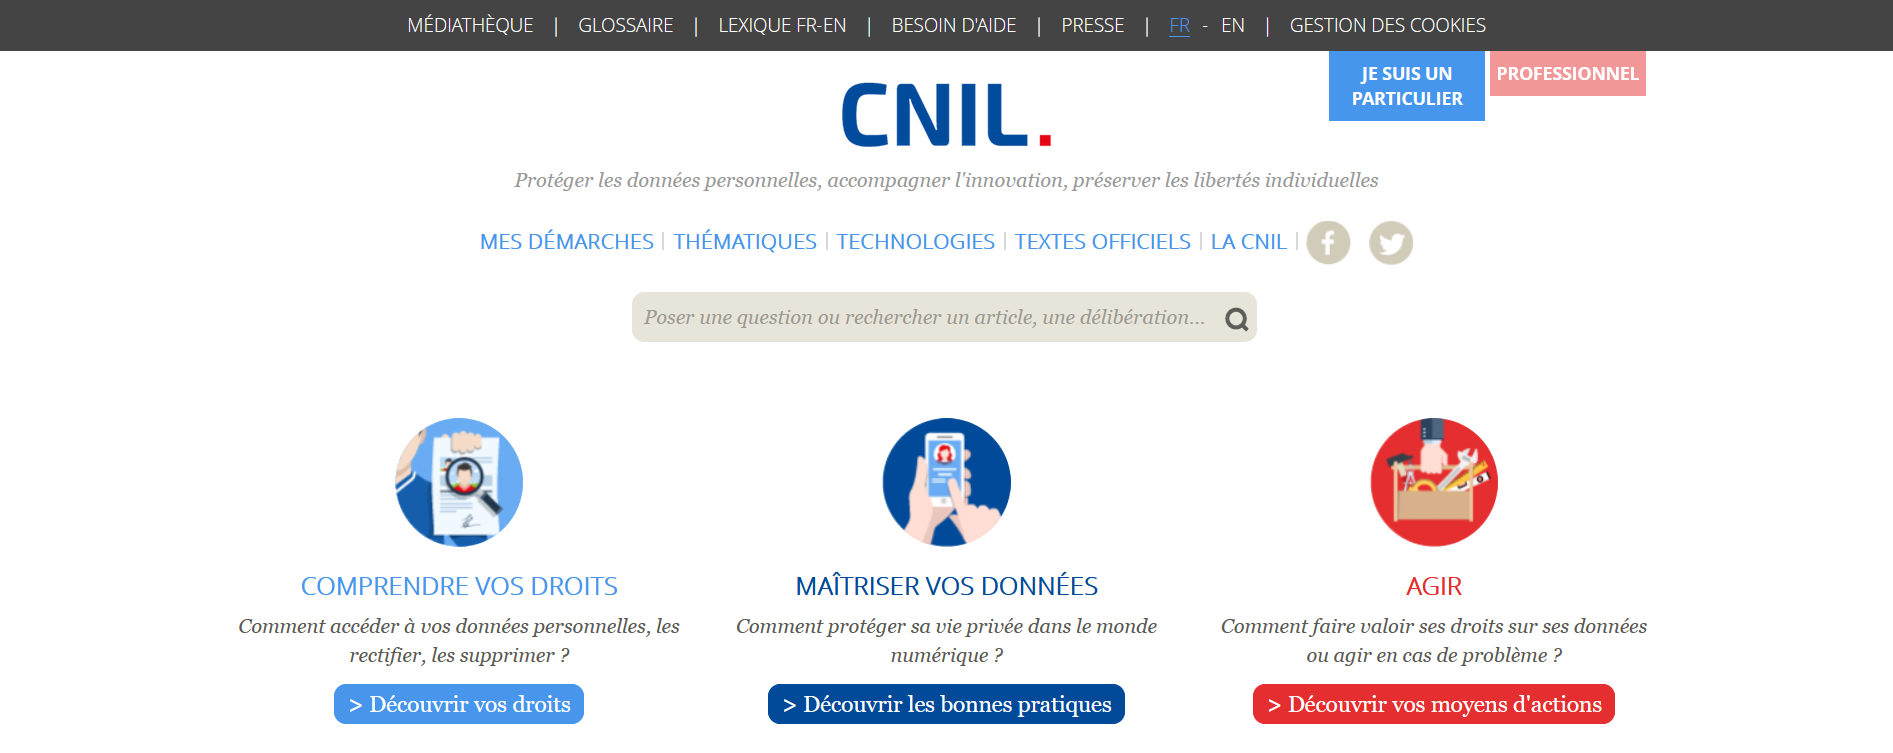 MÉDIATHÈQUE | GLOSSAIRE | LEXIQUE FR-EN | BESOIN D'AIDE | PRESSE | FR - EN | GESTION DES COOKIES
JE SUIS UN
PARTICULIER
PROFESSIONNEL
CNIL.
Protéger les données personnelles, accompagner l'innovation, préserver les libertés individuelles
MES DÉMARCHES | THÉMATIQUES | TECHNOLOGIES | TEXTES OFFICIELS | LA CNIL |
Poser une question ou rechercher un article, une délibération...
COMPRENDRE VOS DROITS
Comment accéder à vos données personnelles, les
rectifier, les supprimer ?
> Découvrir vos droits
MAÎTRISER VOS DONNÉES
Comment protéger sa vie privée dans le monde
numérique ?
> Découvrir les bonnes pratiques
AGIR
Comment faire valoir ses droits sur ses données
ou agir en cas de problème ?
> Découvrir vos moyens d'actions